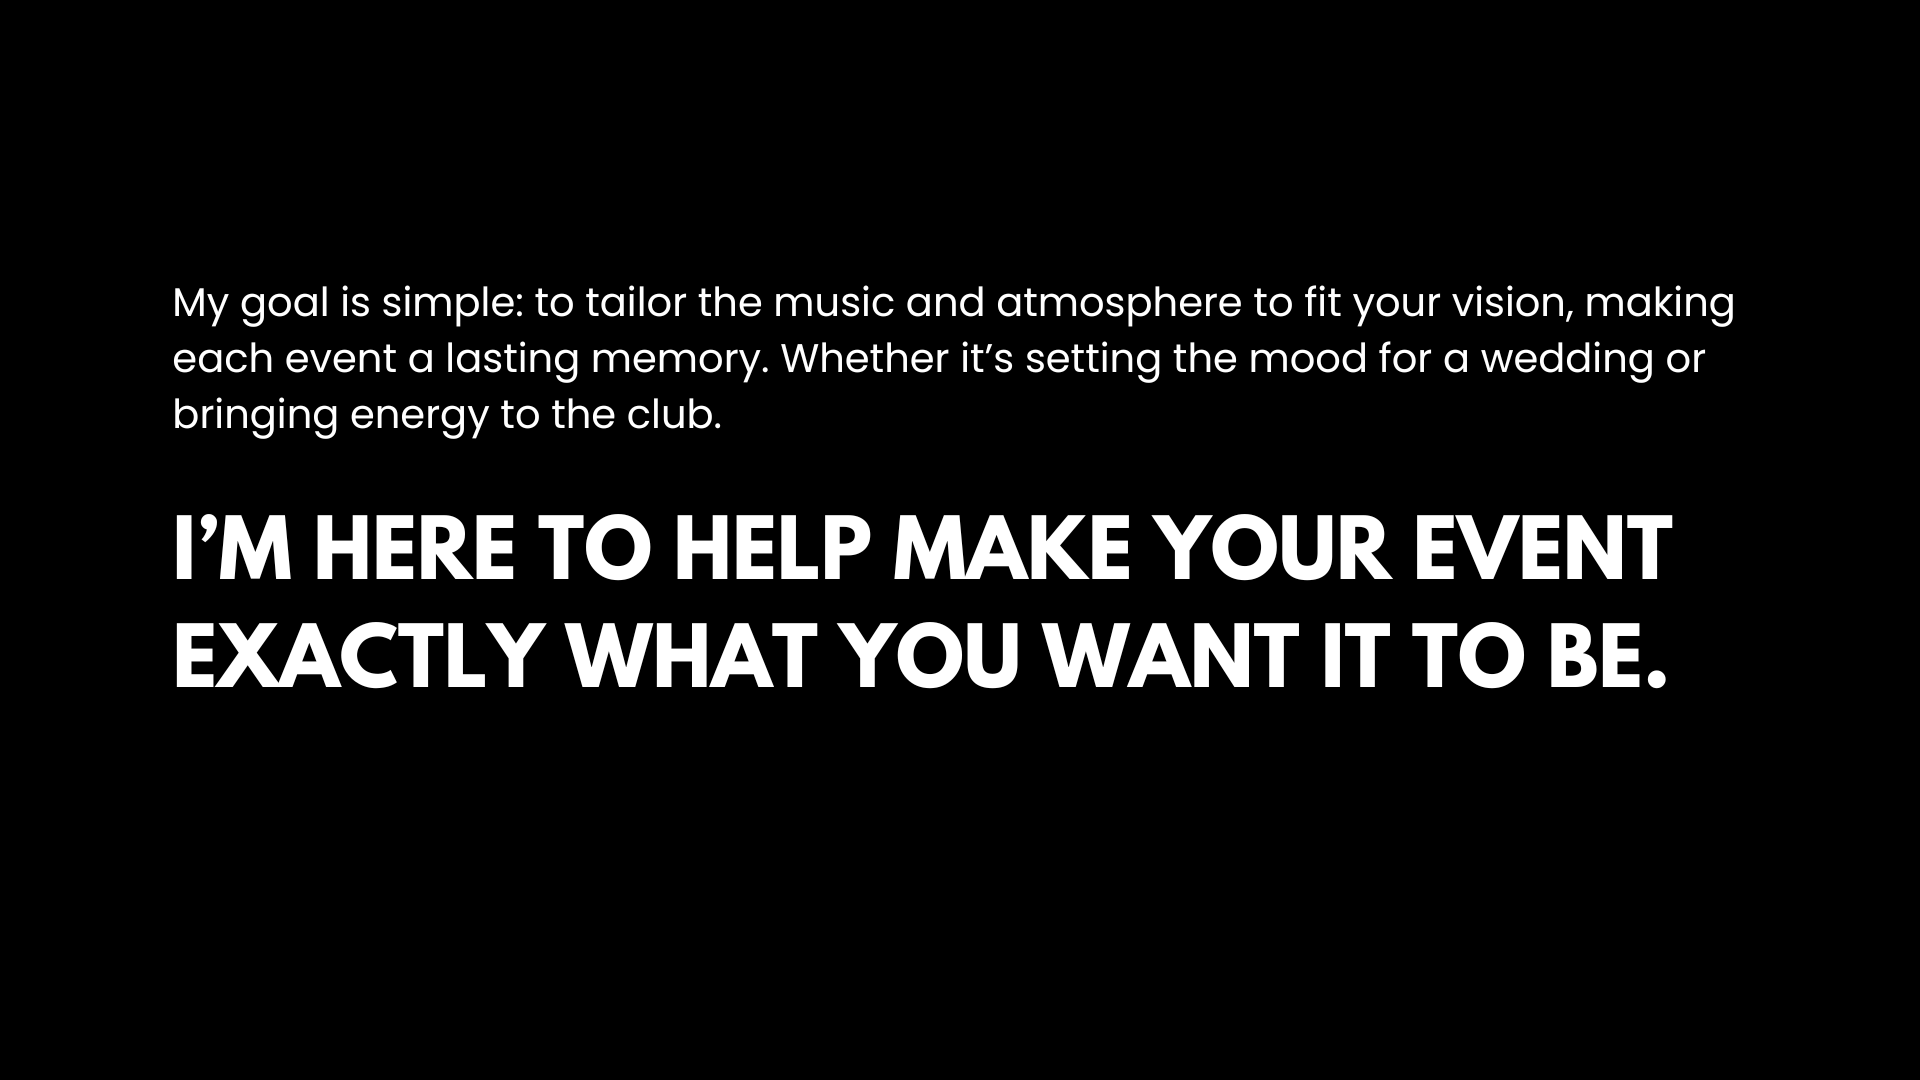 My goal is simple: to tailor the music and atmosphere to fit your vision, making
each event a lasting memory. Whether it’s setting the mood for a wedding or
bringing energy to the club.
I’M HERE TO HELP MAKE YOUR EVENT
EXACTLY WHAT YOU WANT IT TO BE.